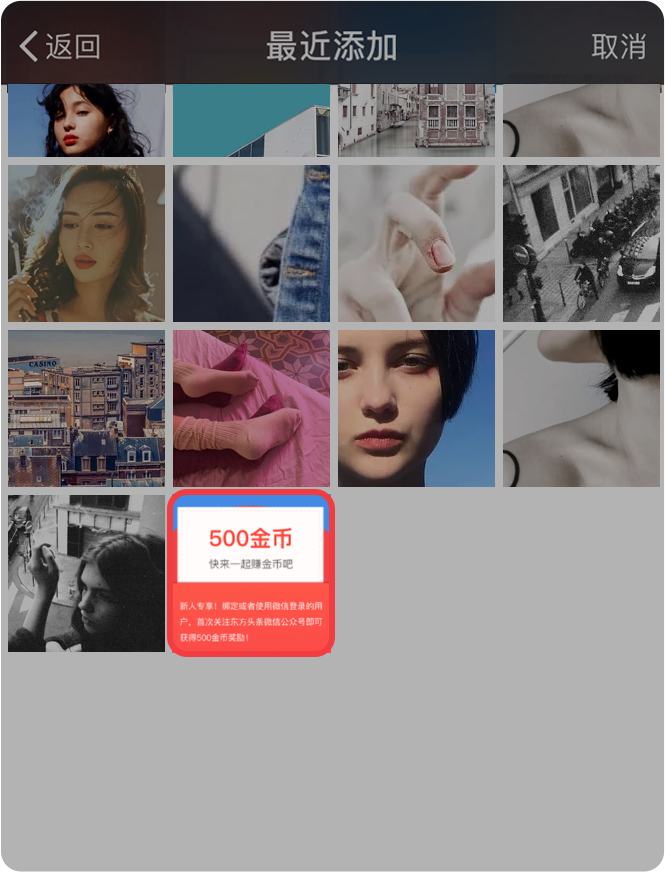 返回
最近添加
取消
CASINO
500金币
快来一起赚金币吧
新人专享！绑定或者使用微信登录的用
户，首次关注东方头条微信公众号即可
获得500金币奖励！